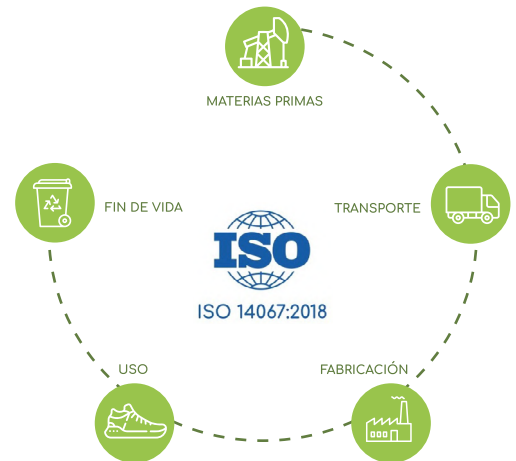 MATERIAS PRIMAS
FIN DE VIDA
TRANSPORTE
ISO
ISO 14067:2018
USO
FABRICACIÓN